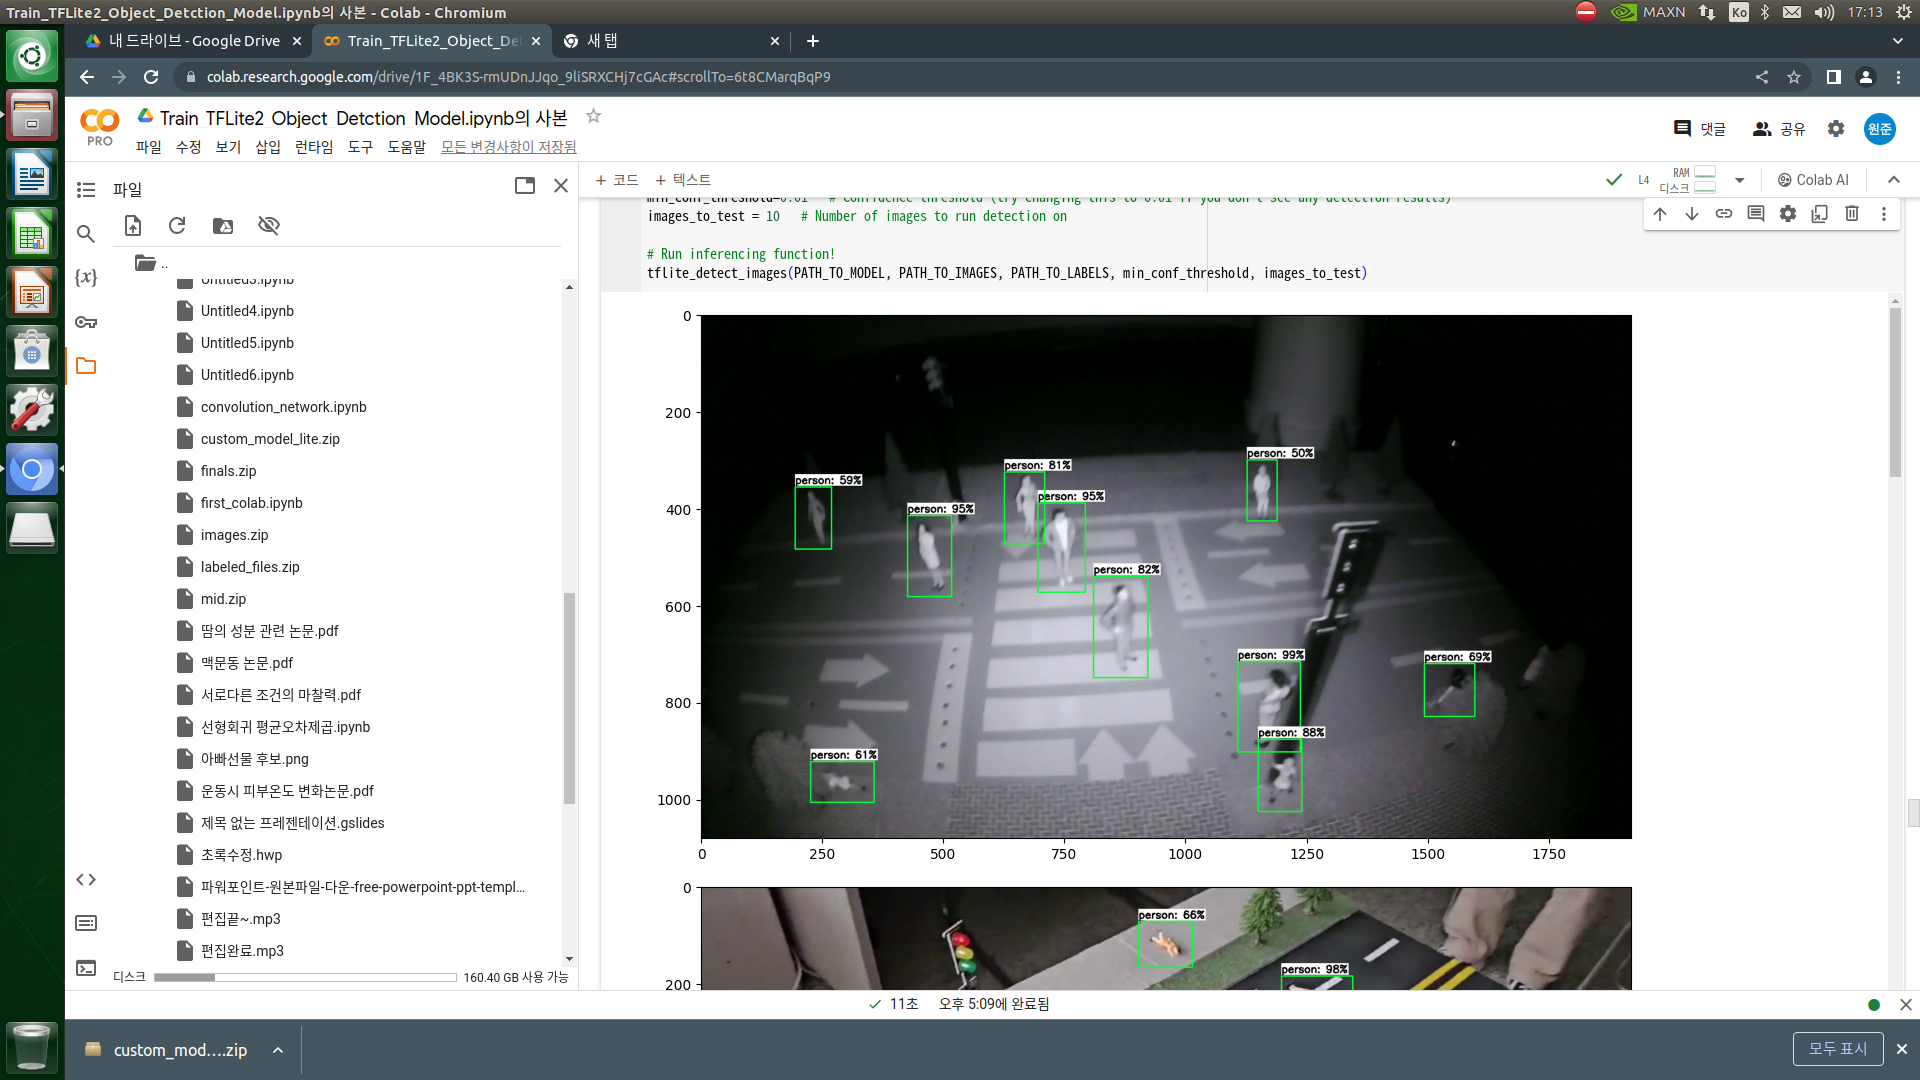 Train_TFLite2_Object_Detction_Model.ipynb의 사본 - Colab - Chromium
MAXN
Ko
17:13
내 드라이브 - Google Drive
Train_TFLite2_Object_De
새 탭
colab.research.google.com/drive/1F_4BK3S-rmUDnJJqo_9liSRXCHj7cGAc#scrollTo=6t8CMarqBqP9
PRO
Train_TFLite2_Object_Detction_Model.ipynb의 사본
파일 수정 보기 삽입 런타임 도구 도움말 모든 변경사항이 저장됨
댓글
공유
원준
파일
+ 코드 + 텍스트
L4
RAM
디스크
Colab AI
..
Untitled3.ipynb
Untitled4.ipynb
Untitled5.ipynb
Untitled6.ipynb
convolution_network.ipynb
custom_model_lite.zip
finals.zip
first_colab.ipynb
images.zip
labeled_files.zip
mid.zip
땀의 성분 관련 논문.pdf
맥문동 논문.pdf
서로다른 조건의 마찰력.pdf
선형회귀 평균오차제곱.ipynb
아빠선물 후보.png
운동시 피부온도 변화논문.pdf
제목 없는 프레젠테이션.gslides
초록수정.hwp
파워포인트-원본파일-다운-free-powerpoint-ppt-templ...
편집끝~.mp3
편집완료.mp3
디스크
160.40 GB 사용 가능
min_conf_threshold=0.01 # Confidence threshold (try changing this to 0.01 if you don't see any detection results)
images_to_test = 10 # Number of images to run detection on
# Run inferencing function!
tflite_detect_images(PATH_TO_MODEL, PATH_TO_IMAGES, PATH_TO_LABELS, min_conf_threshold, images_to_test)
0
200
400
600
800
1000
0 250 500 750 1000 1250 1500 1750
person: 50%
person: 81%
person: 59%
person: 95%
person: 95%
person: 82%
person: 99%
person: 69%
person: 88%
person: 61%
0
200
person: 66%
person: 98%
11초 오후 5:09에 완료됨
custom_mod....zip
모두 표시